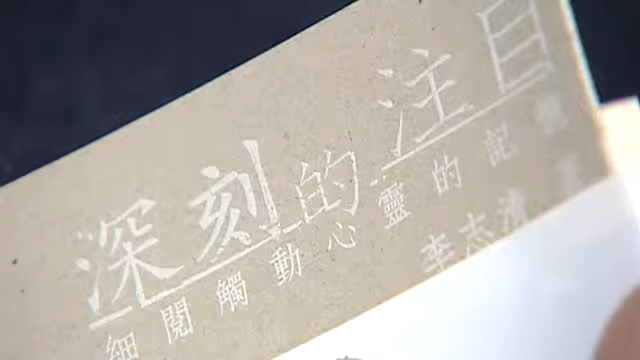 深刻的注目
細閱觸動心靈的記
李志清